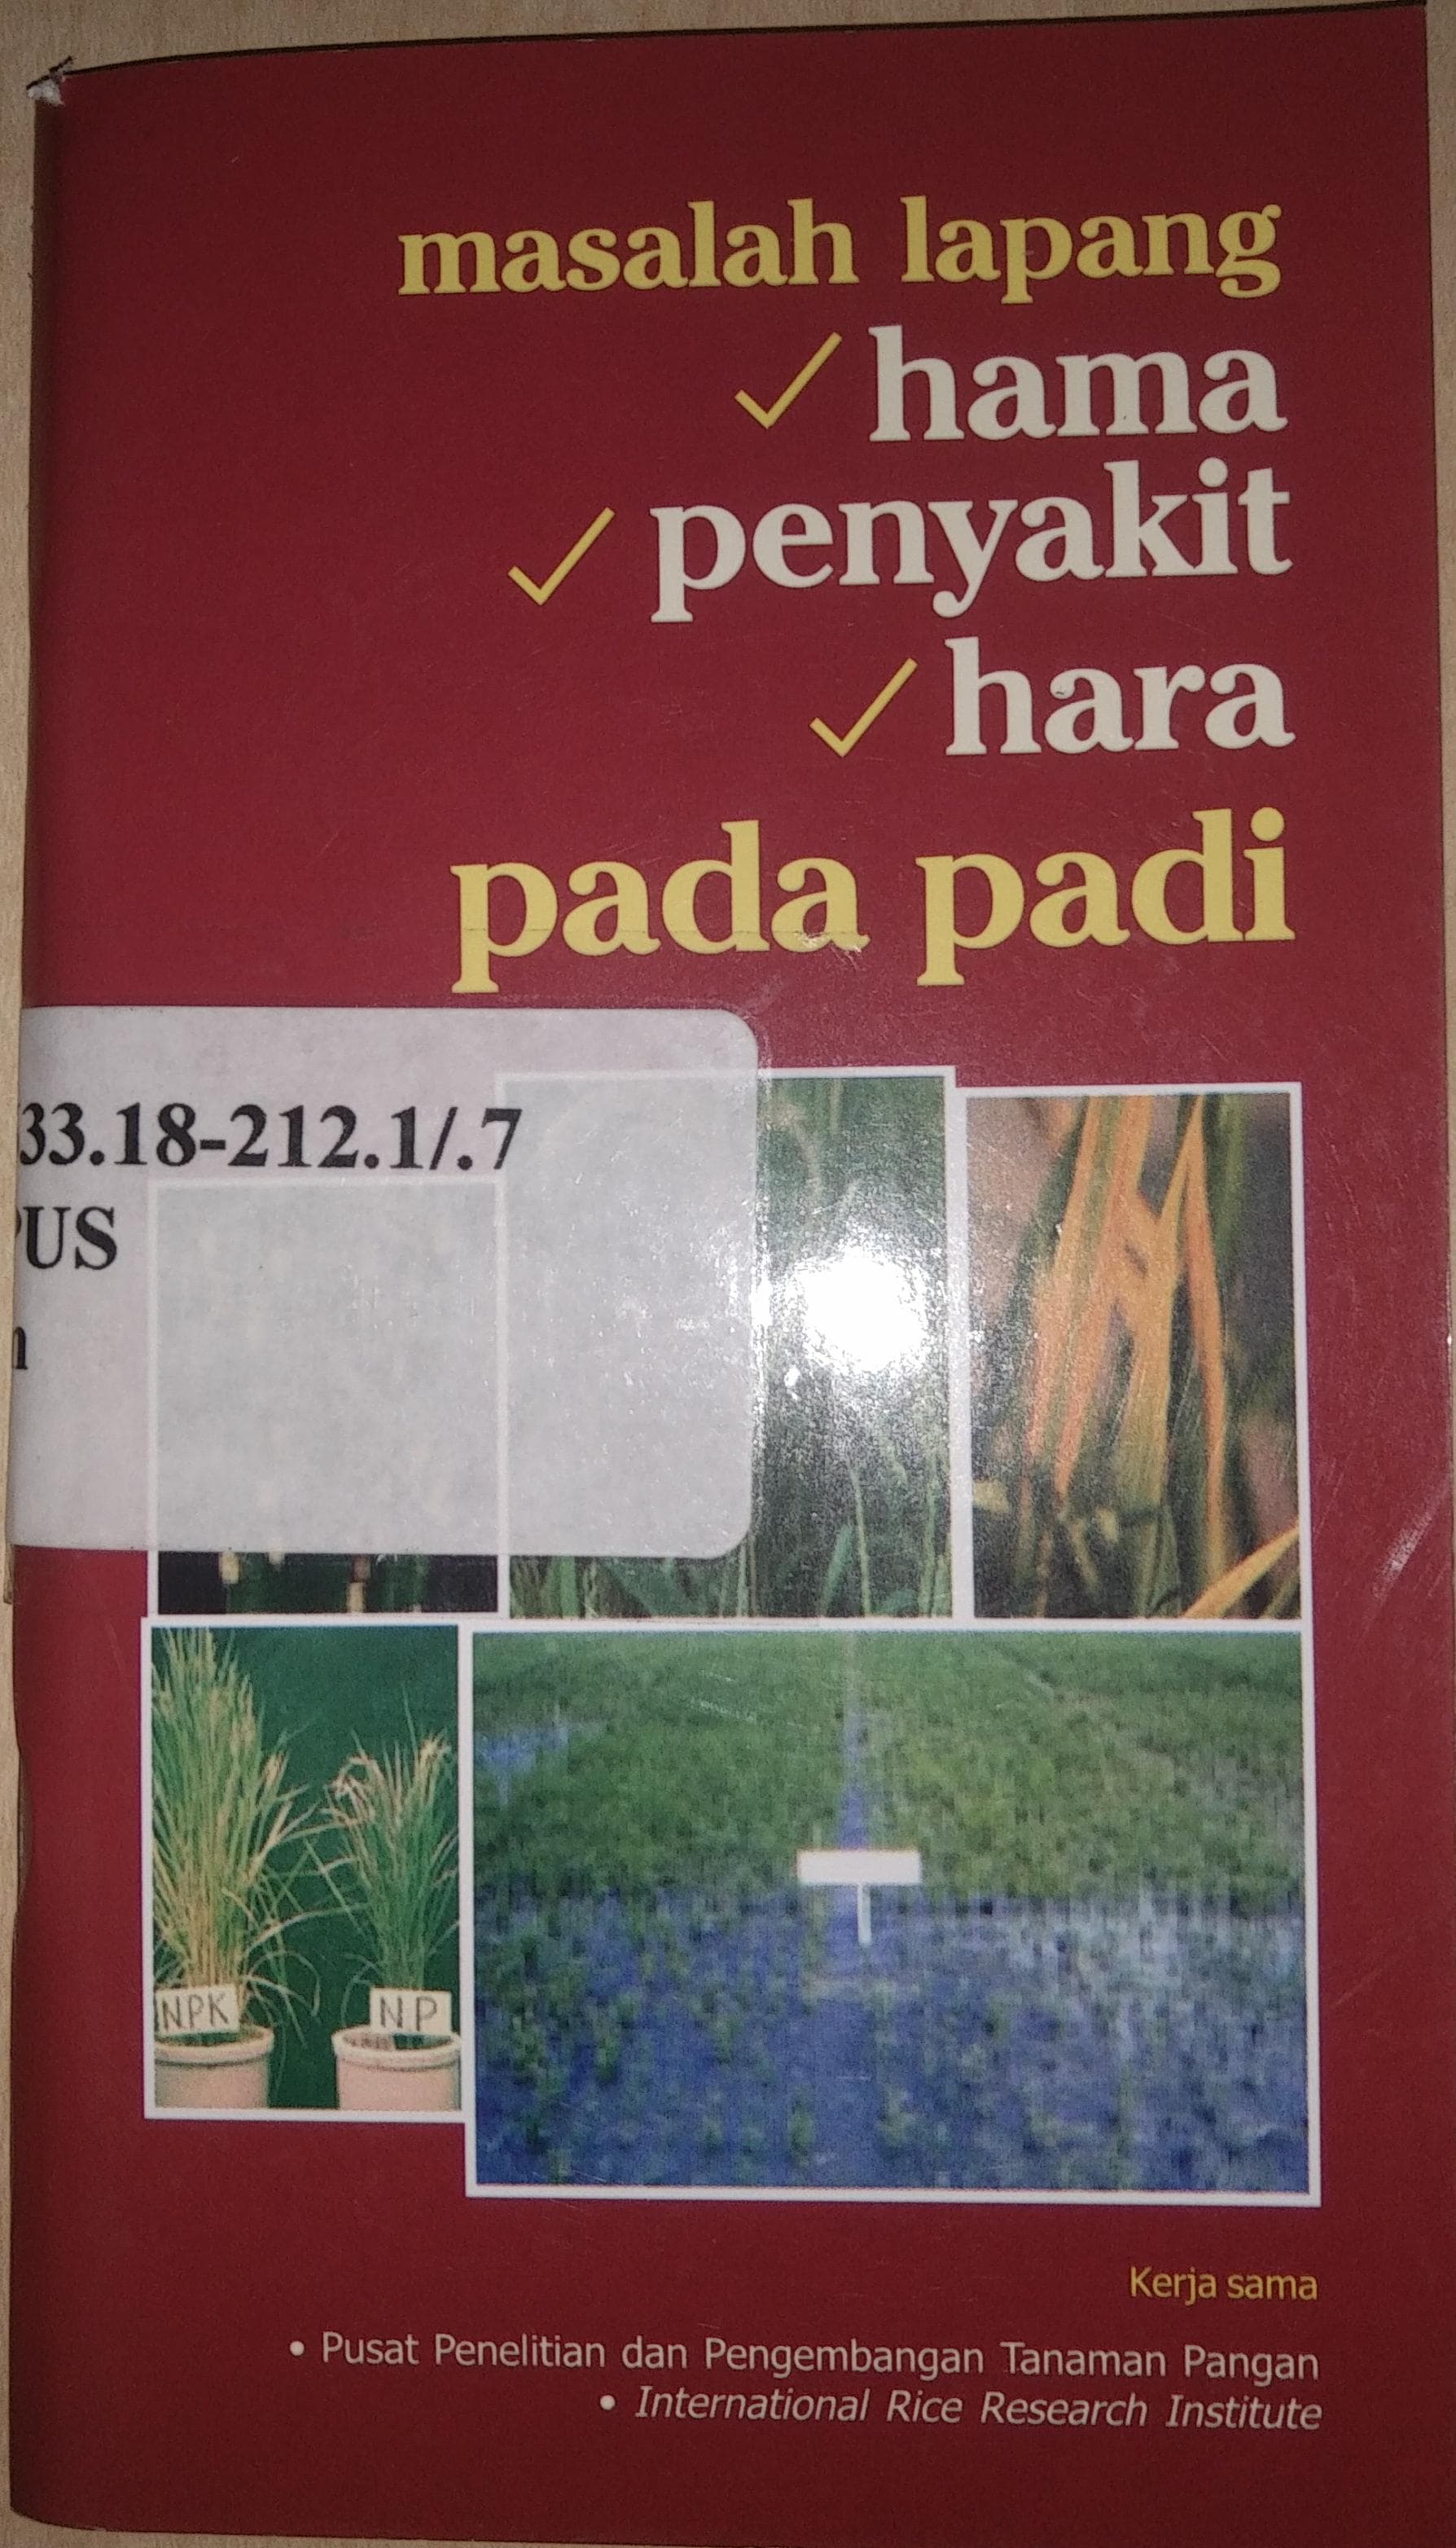 masalah lapang
✓ hama
✓ penyakit
✓ hara
pada padi
33.18-212.1/.7
US
NPK
NP
Kerja sama
• Pusat Penelitian dan Pengembangan Tanaman Pangan
• International Rice Research Institute